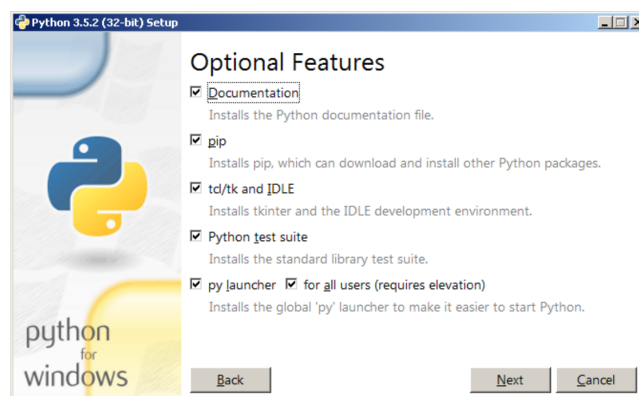 Python 3.5.2 (32-bit) Setup
Optional Features
Documentation
Installs the Python documentation file.
pip
Installs pip, which can download and install other Python packages.
tcl/tk and IDLE
Installs tkinter and the IDLE development environment.
Python test suite
Installs the standard library test suite.
py launcher for all users (requires elevation)
Installs the global 'py' launcher to make it easier to start Python.
python
for
windows
Back Next Cancel